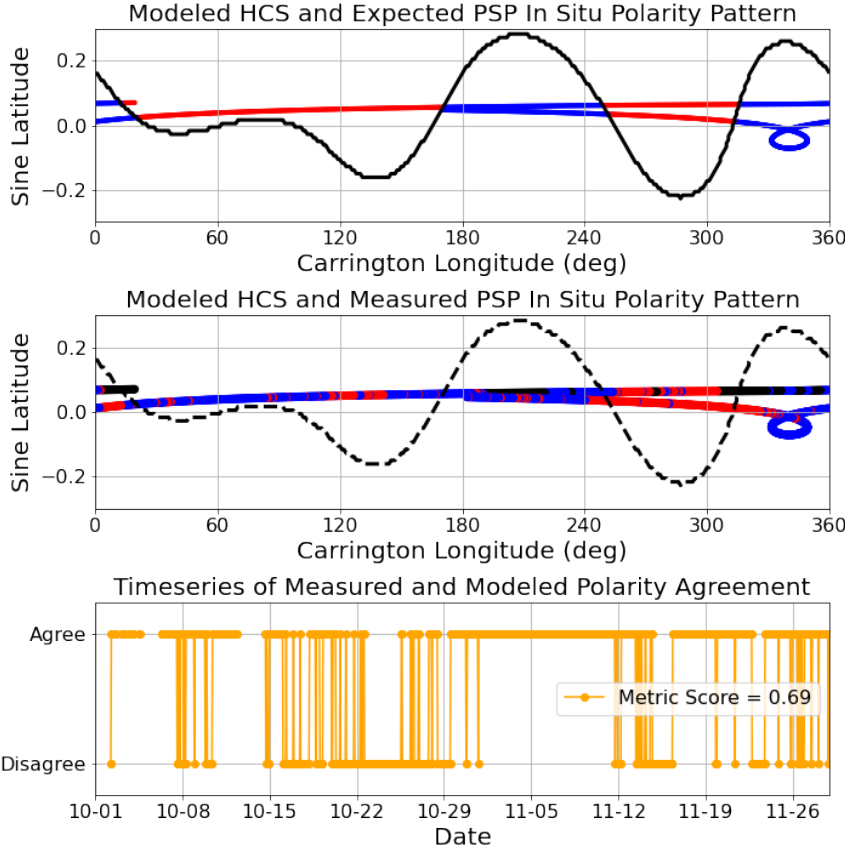 Modeled HCS and Expected PSP In Situ Polarity Pattern
Sine Latitude
0.2
0.0
−0.2
0 60 120 180 240 300 360
Carrington Longitude (deg)
Modeled HCS and Measured PSP In Situ Polarity Pattern
Sine Latitude
0.2
0.0
−0.2
0 60 120 180 240 300 360
Carrington Longitude (deg)
Timeseries of Measured and Modeled Polarity Agreement
Agree
Metric Score = 0.69
Disagree
10-01 10-08 10-15 10-22 10-29 11-05 11-12 11-19 11-26
Date